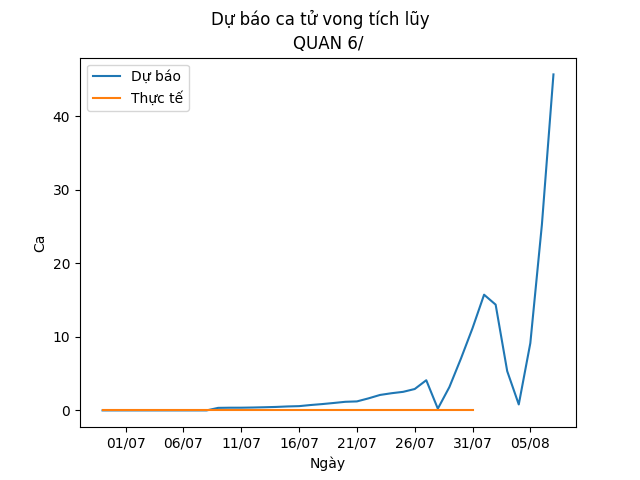 Dự báo ca tử vong tích lũy
QUAN 6/
Dự báo
Thực tế
Ca
40
30
20
10
0
01/07 06/07 11/07 16/07 21/07 26/07 31/07 05/08
Ngày